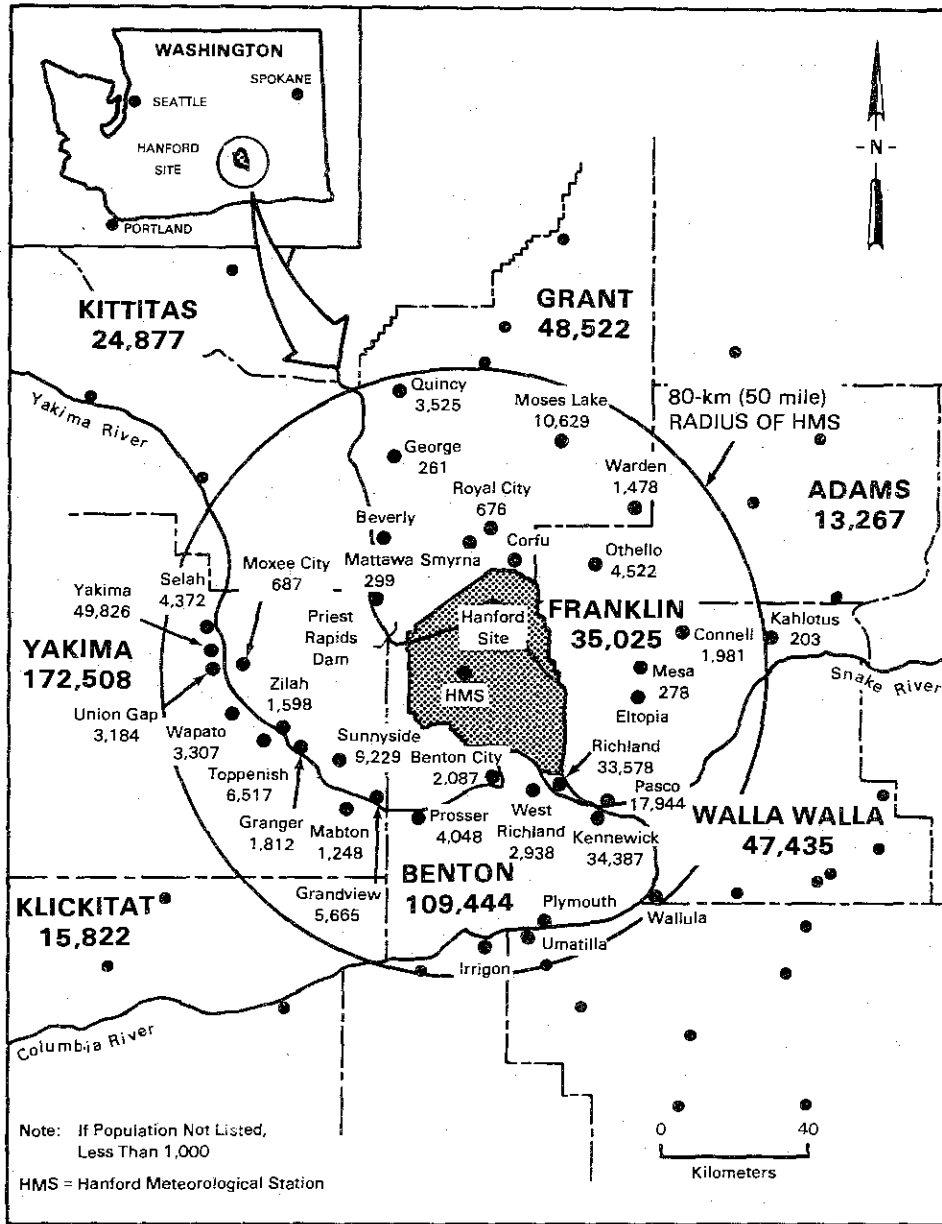 WASHINGTON
SPOKANE
SEATTLE
HANFORD
SITE
PORTLAND
- N -
KITTITAS
24,877
GRANT
48,522
Yakima River
Quincy
3,525
Moses Lake
10,629
80-km (50 mile)
RADIUS OF HMS
George
261
Warden
1,478
ADAMS
13,267
Royal City
676
Beverly
Mattawa
299
Smyrna
Corfu
Othello
4,522
Moxee City
687
Selah
4,372
Yakima
49,826
Priest
Rapids
Dam
Hanford
Site
HMS
FRANKLIN
35,025
Connell
1,981
Kahlotus
203
YAKIMA
172,508
Mesa
278
Eltopia
Snake River
Zilah
1,598
Union Gap
3,184
Wapato
3,307
Sunnyside
9,229
Benton City
2,087
Richland
33,578
Toppenish
6,517
Pasco
17,944
Granger
1,812
Mabton
1,248
Prosser
4,048
West
Richland
2,938
Kennewick
34,387
WALLA WALLA
47,435
Grandview
5,665
BENTON
109,444
KLICKITAT
15,822
Plymouth
Wallula
Umatilla
Irrigon
Columbia River
Note: If Population Not Listed,
Less Than 1,000
HMS = Hanford Meteorological Station
0 40
Kilometers